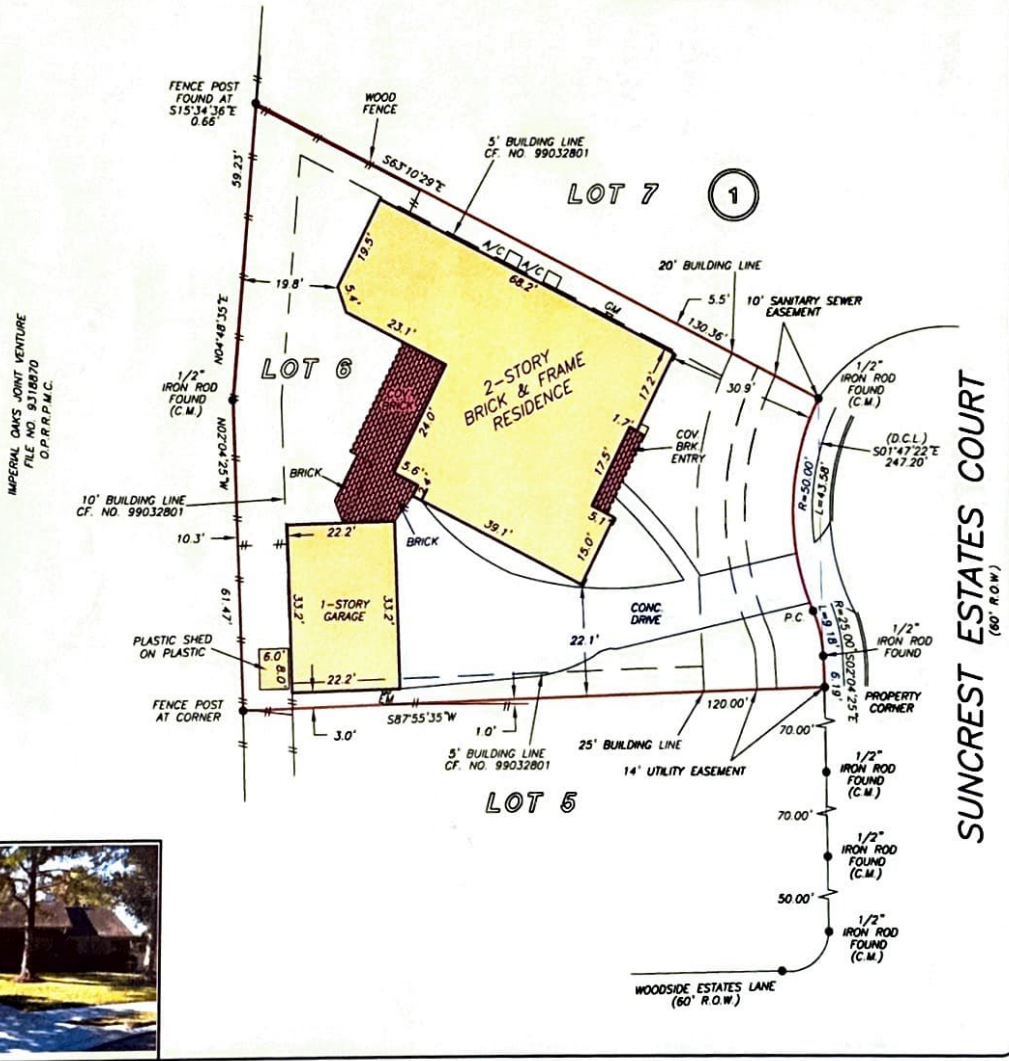 FENCE POST
FOUND AT
S15°34'36"E
0.66'
WOOD
FENCE
5' BUILDING LINE
CF. NO. 99032801
S63°10'29"E
LOT 7
1
59.23'
A/C
A/C
20' BUILDING LINE
19.5'
68.2'
GM
5.5'
10' SANITARY SEWER
EASEMENT
130.36'
19.8'
5.4'
N04°48'35"E
23.1'
IMPERIAL OAKS JOINT VENTURE
FILE NO. 9318870
O.P.R.R.P.M.C.
LOT 6
2-STORY
BRICK & FRAME
RESIDENCE
17.2'
30.9'
1/2"
IRON ROD
FOUND
(C.M.)
1/2"
IRON ROD
FOUND
(C.M.)
24.0'
1.7'
COV.
BRK
ENTRY
(D.C.L.)
S01°47'22"E
247.20'
N02°04'25"W
R=50.00'
L=43.58'
17.5'
5.6'
2.4'
BRICK
10' BUILDING LINE
CF. NO. 99032801
5.1'
39.1'
15.0'
22.2'
BRICK
10.3'
33.2'
1-STORY
GARAGE
33.2'
CONC.
DRIVE
P.C.
61.47'
22.1'
R=25.00'
L=9.18'
1/2"
IRON ROD
FOUND
PLASTIC SHED
ON PLASTIC
6.0'
8.0'
22.2'
EM
S02°04'25"E
6.19'
PROPERTY
CORNER
FENCE POST
AT CORNER
S87°55'35"W
120.00'
3.0'
1.0'
5' BUILDING LINE
CF. NO. 99032801
25' BUILDING LINE
14' UTILITY EASEMENT
70.00'
LOT 5
1/2"
IRON ROD
FOUND
(C.M.)
70.00'
1/2"
IRON ROD
FOUND
(C.M.)
50.00'
1/2"
IRON ROD
FOUND
(C.M.)
WOODSIDE ESTATES LANE
(60' R.O.W.)
SUNCREST ESTATES COURT
(60' R.O.W.)